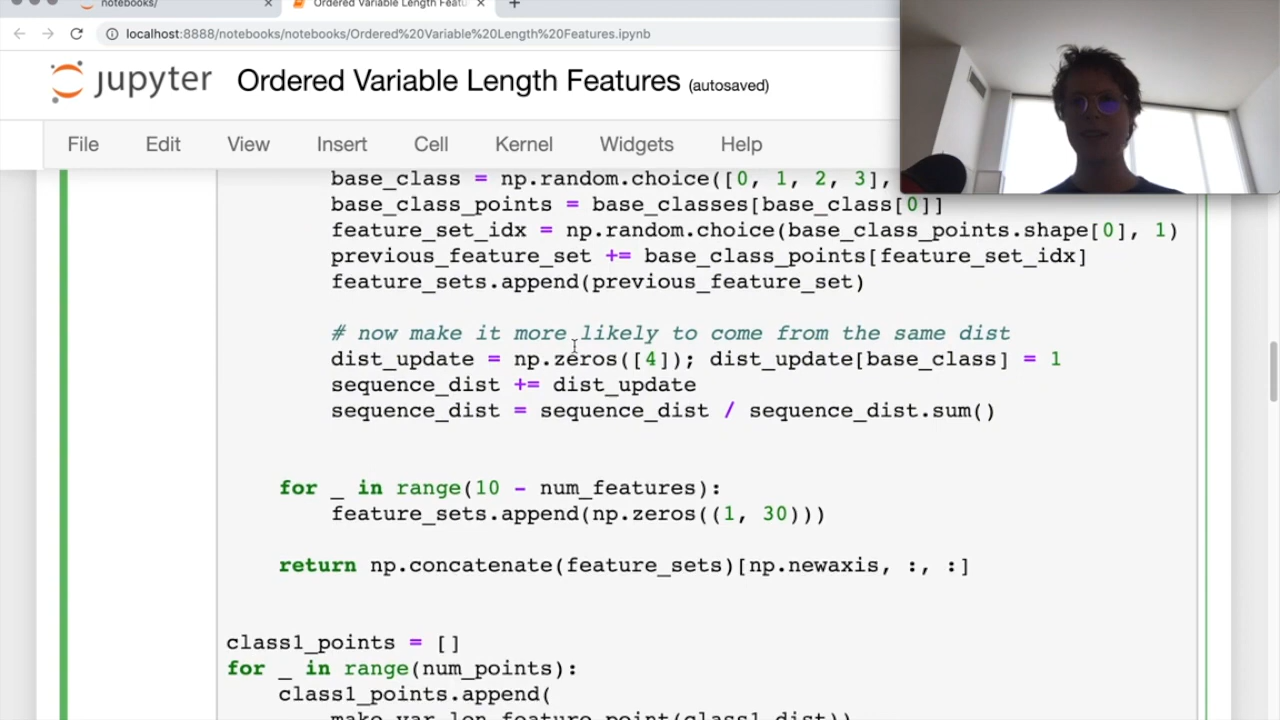 notebooks/
Ordered Variable Length Featu
localhost:8888/notebooks/notebooks/Ordered%20Variable%20Length%20Features.ipynb
jupyter Ordered Variable Length Features (autosaved)
File Edit View Insert Cell Kernel Widgets Help
base_class = np.random.choice([0, 1, 2, 3],
base_class_points = base_classes[base_class[0]]
feature_set_idx = np.random.choice(base_class_points.shape[0], 1)
previous_feature_set += base_class_points[feature_set_idx]
feature_sets.append(previous_feature_set)
# now make it more likely to come from the same dist
dist_update = np.zeros([4]); dist_update[base_class] = 1
sequence_dist += dist_update
sequence_dist = sequence_dist / sequence_dist.sum()
for _ in range(10 - num_features):
feature_sets.append(np.zeros((1, 30)))
return np.concatenate(feature_sets)[np.newaxis, :, :]
class1_points = []
for _ in range(num_points):
class1_points.append(
make_var_len_feature_point(class1_dist))